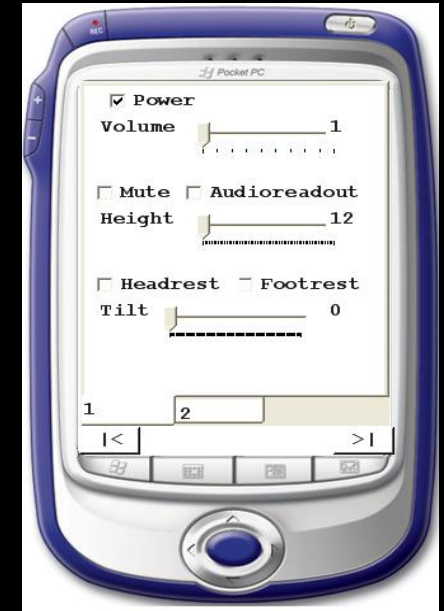 REC
Pocket PC
Power
Volume 1
Mute Audioreadout
Height 12
Headrest Footrest
Tilt 0
1 2
|< >|